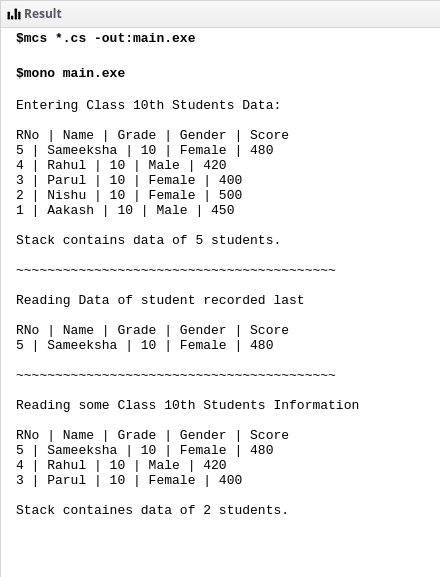 Result
$mcs *.cs -out:main.exe
$mono main.exe
Entering Class 10th Students Data:
RNo | Name | Grade | Gender | Score
5 | Sameeksha | 10 | Female | 480
4 | Rahul | 10 | Male | 420
3 | Parul | 10 | Female | 400
2 | Nishu | 10 | Female | 500
1 | Aakash | 10 | Male | 450
Stack contains data of 5 students.
~~~~~~~~~~~~~~~~~~~~~~~~~~~~~~~~~~~~~~~~~
Reading Data of student recorded last
RNo | Name | Grade | Gender | Score
5 | Sameeksha | 10 | Female | 480
~~~~~~~~~~~~~~~~~~~~~~~~~~~~~~~~~~~~~~~~~
Reading some Class 10th Students Information
RNo | Name | Grade | Gender | Score
5 | Sameeksha | 10 | Female | 480
4 | Rahul | 10 | Male | 420
3 | Parul | 10 | Female | 400
Stack containes data of 2 students.